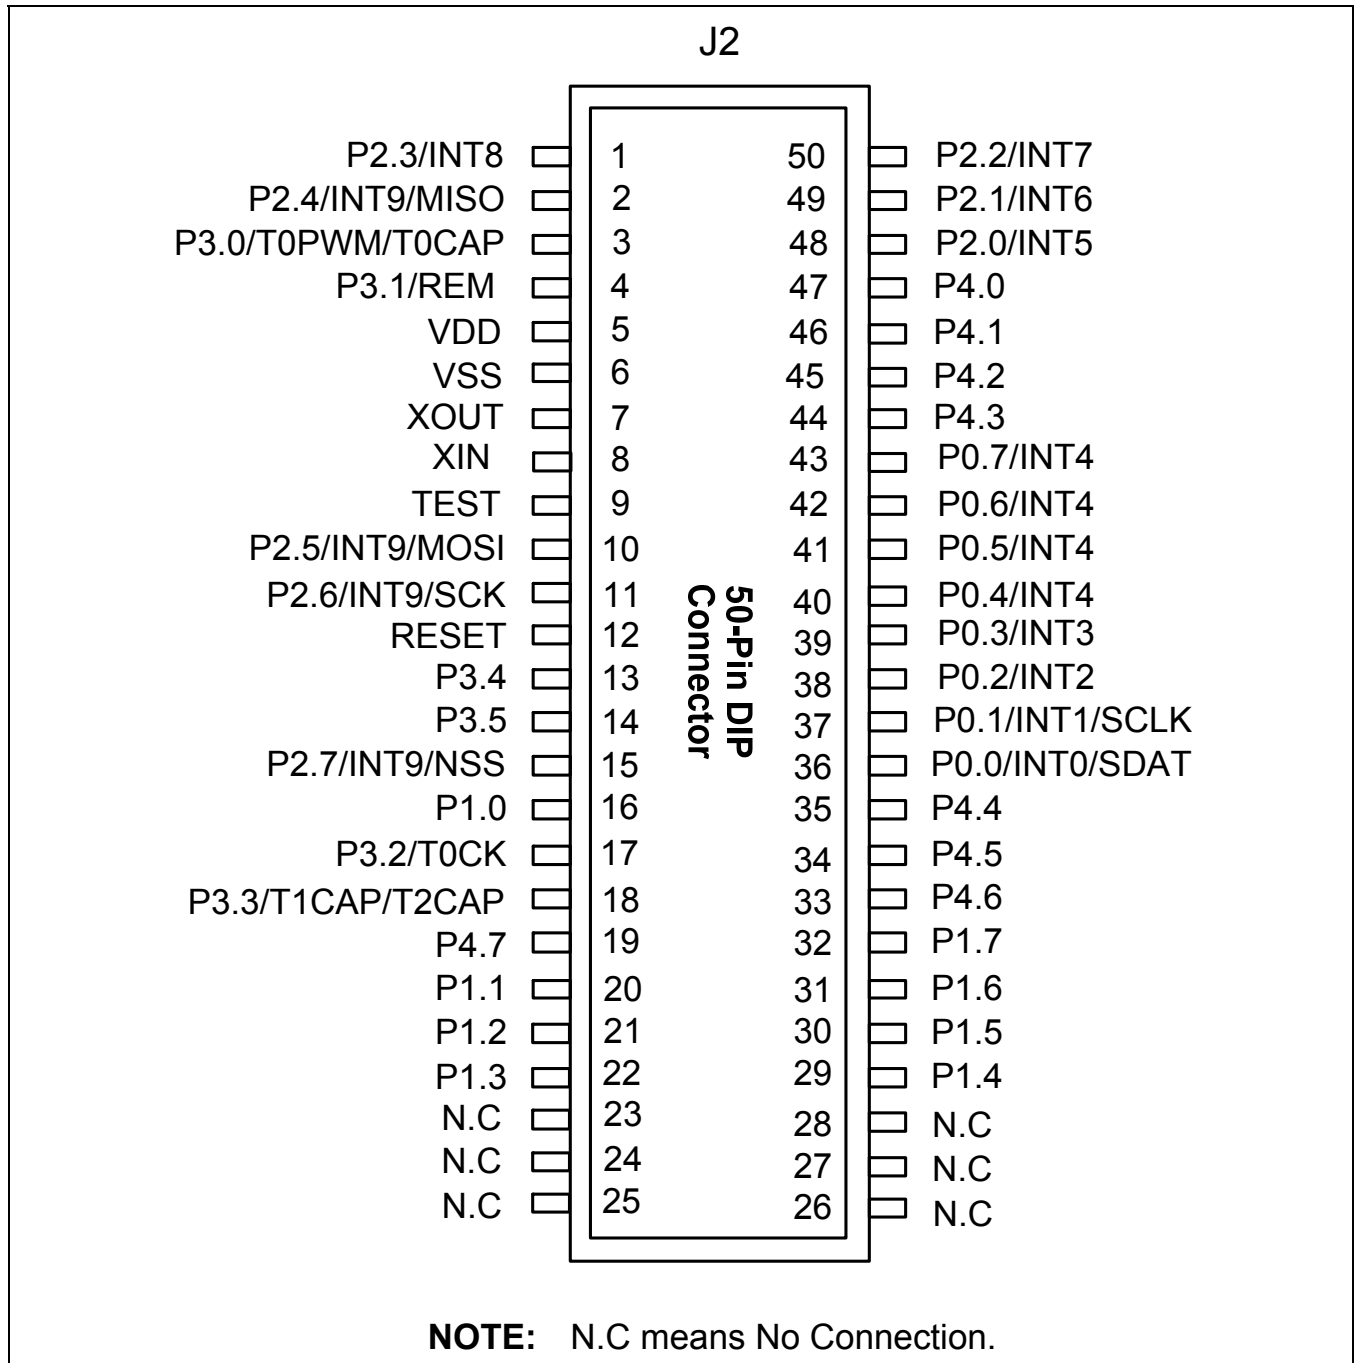 J2
P2.3/INT8 1 50 P2.2/INT7
P2.4/INT9/MISO 2 49 P2.1/INT6
P3.0/T0PWM/T0CAP 3 48 P2.0/INT5
P3.1/REM 4 47 P4.0
VDD 5 46 P4.1
VSS 6 45 P4.2
XOUT 7 44 P4.3
XIN 8 43 P0.7/INT4
TEST 9 42 P0.6/INT4
P2.5/INT9/MOSI 10 41 P0.5/INT4
P2.6/INT9/SCK 11 40 P0.4/INT4
RESET 12 39 P0.3/INT3
P3.4 13 38 P0.2/INT2
P3.5 14 37 P0.1/INT1/SCLK
P2.7/INT9/NSS 15 36 P0.0/INT0/SDAT
P1.0 16 35 P4.4
P3.2/T0CK 17 34 P4.5
P3.3/T1CAP/T2CAP 18 33 P4.6
P4.7 19 32 P1.7
P1.1 20 31 P1.6
P1.2 21 30 P1.5
P1.3 22 29 P1.4
N.C 23 28 N.C
N.C 24 27 N.C
N.C 25 26 N.C
50-Pin DIP
Connector
NOTE: N.C means No Connection.